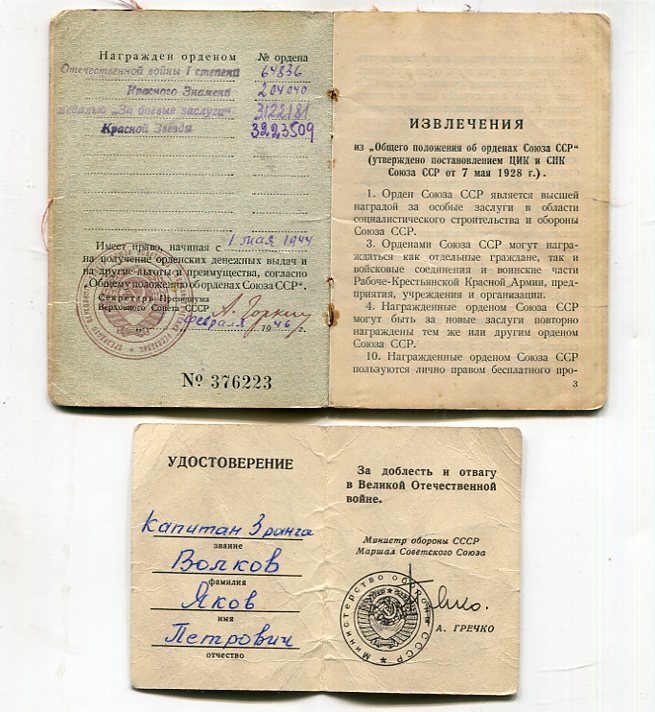 Награжден орденом № ордена
Отечественной войны I степени 64836
Красного Знамени 204040
медалью „За боевые заслуги“ 3122181
Красной Звезды 3223509
Имеет право, начиная с 1 мая 1944
на получение орденских денежных выдач и
на другие льготы и преимущества, согласно
„Общему положению об орденах Союза ССР“.
Секретарь Президиума
Верховного Совета СССР А. Горкин
февраля 1946 г.
№ 376223
ИЗВЛЕЧЕНИЯ
из „Общего положения об орденах Союза ССР“
(утверждено постановлением ЦИК и СНК
Союза ССР от 7 мая 1928 г.).
1. Орден Союза ССР является высшей
наградой за особые заслуги в области
социалистического строительства и обороны
Союза ССР.
3. Орденами Союза ССР могут награ-
ждаться как отдельные граждане, так и
войсковые соединения и воинские части
Рабоче-Крестьянской Красной Армии, пред-
приятия, учреждения и организации.
4. Награжденные орденом Союза ССР
могут быть за новые заслуги повторно
награждены тем же или другим орденом
Союза ССР.
10. Награжденные орденом Союза ССР
пользуются лично правом бесплатного про-
3
УДОСТОВЕРЕНИЕ
Капитан 3 ранга
звание
Волков
фамилия
Яков
имя
Петрович
отчество
За доблесть и отвагу
в Великой Отечественной
войне.
Министр обороны СССР
Маршал Советского Союза
А. ГРЕЧКО
Министерство обороны СССР